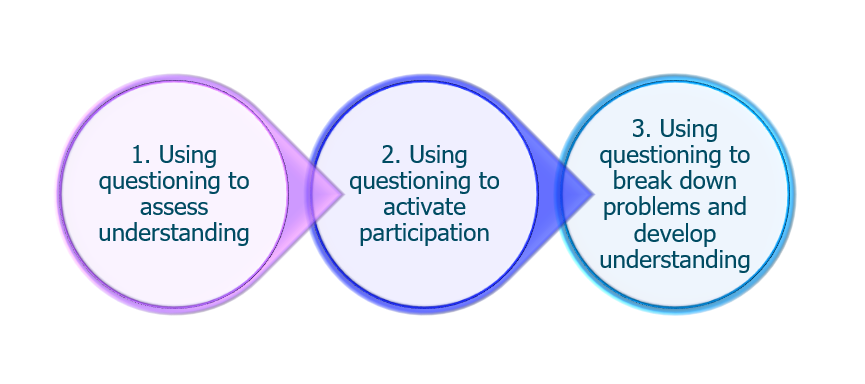 1. Using
questioning to
assess
understanding
2. Using
questioning to
activate
participation
3. Using
questioning to
break down
problems and
develop
understanding